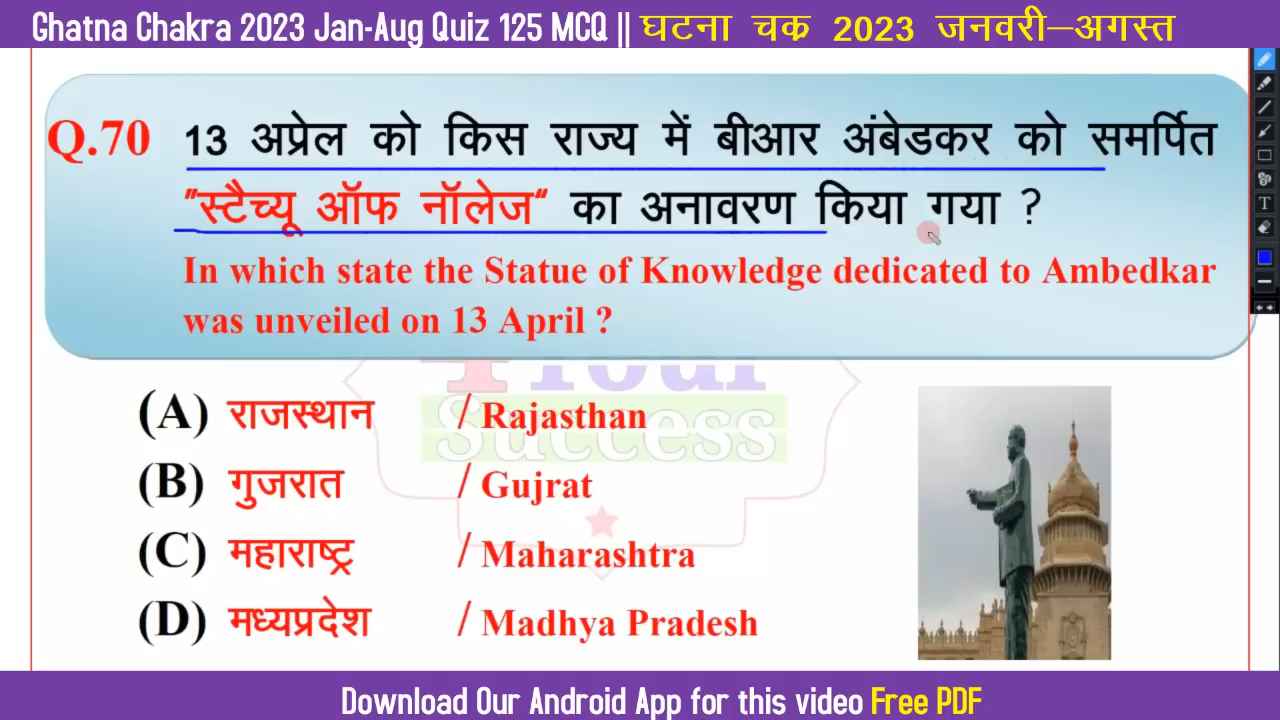 Ghatna Chakra 2023 Jan-Aug Quiz 125 MCQ || घटना चक्र 2023 जनवरी–अगस्त
Q.70 13 अप्रेल को किस राज्य में बीआर अंबेडकर को समर्पित
"स्टैच्यू ऑफ नॉलेज" का अनावरण किया गया ?
In which state the Statue of Knowledge dedicated to Ambedkar
was unveiled on 13 April ?
(A) राजस्थान / Rajasthan
(B) गुजरात / Gujrat
(C) महाराष्ट्र / Maharashtra
(D) मध्यप्रदेश / Madhya Pradesh
4Your
Success
Download Our Android App for this video Free PDF